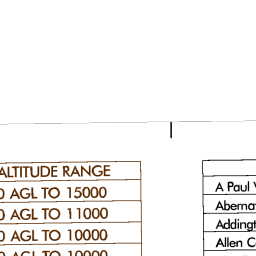 ALTITUDE RANGE
0 AGL TO 15000
0 AGL TO 11000
0 AGL TO 10000
0 AGL TO 10000
A Paul
Aberna
Adding
Allen C